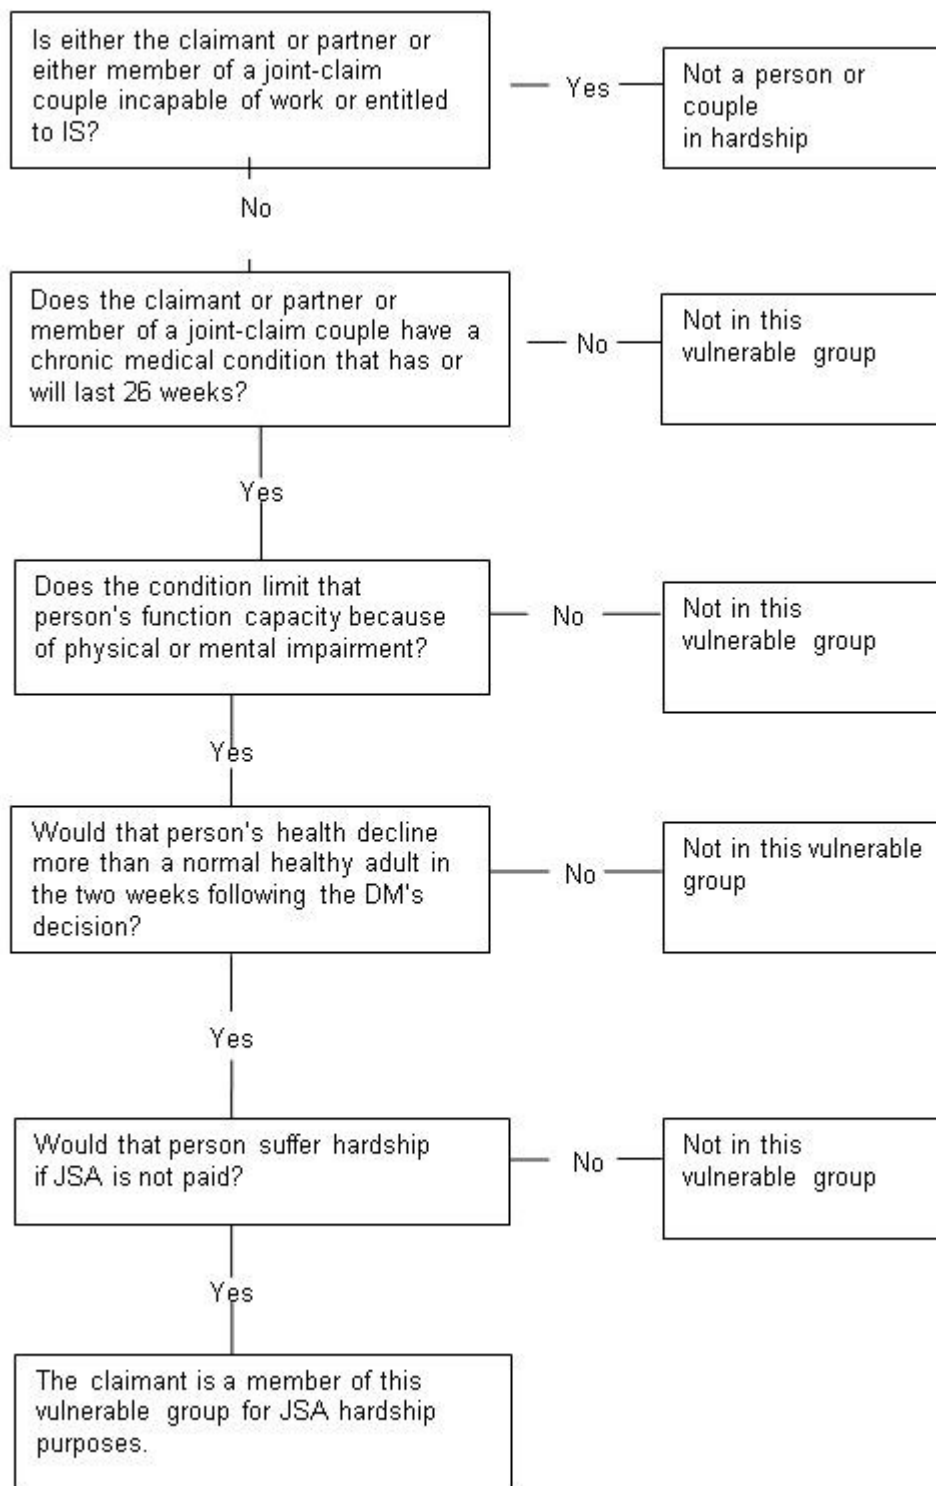 Is either the claimant or partner or
either member of a joint-claim
couple incapable of work or entitled
to IS?
Yes
Not a person or
couple
in hardship
No
Does the claimant or partner or
member of a joint-claim couple have a
chronic medical condition that has or
will last 26 weeks?
No
Not in this
vulnerable group
Yes
Does the condition limit that
person's function capacity because
of physical or mental impairment?
No
Not in this
vulnerable group
Yes
Would that person's health decline
more than a normal healthy adult in
the two weeks following the DM's
decision?
No
Not in this vulnerable
group
Yes
Would that person suffer hardship
if JSA is not paid?
No
Not in this
vulnerable group
Yes
The claimant is a member of this
vulnerable group for JSA hardship
purposes.